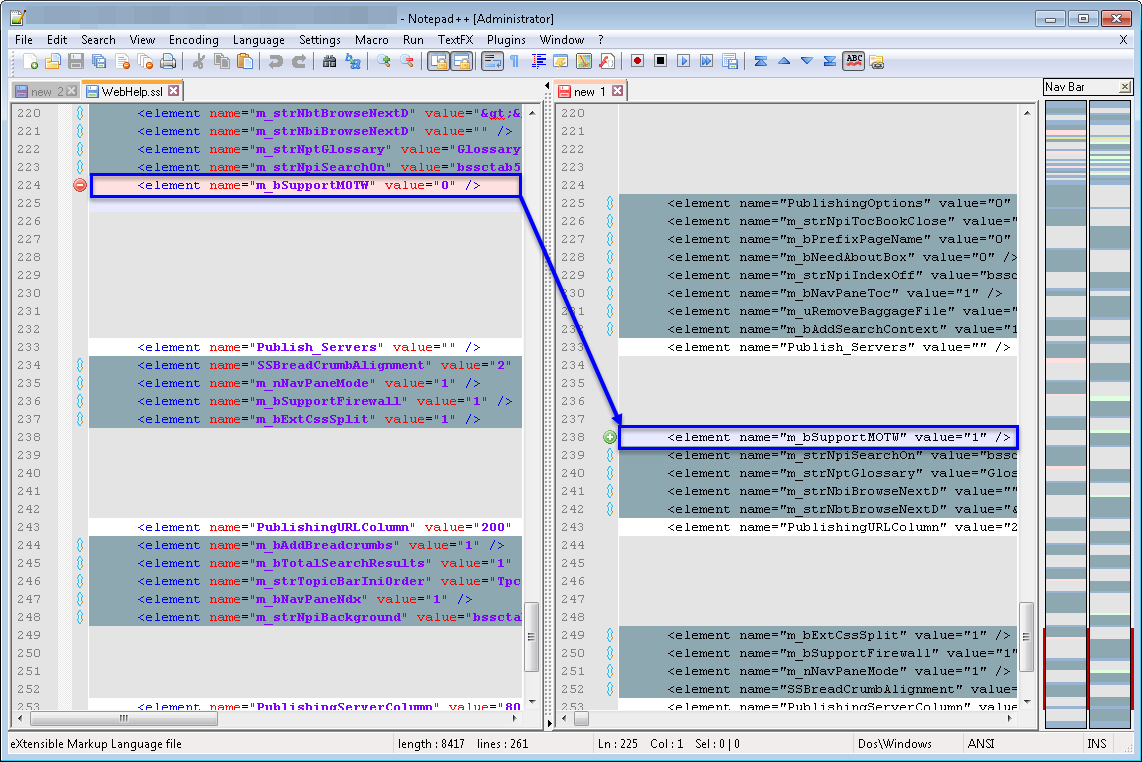 - Notepad++ [Administrator]
File Edit Search View Encoding Language Settings Macro Run TextFX Plugins Window ? X
ABC
new 2 WebHelp.ssl new 1 Nav Bar
220 <element name="m_strNbtBrowseNextD" value="&gt;&
221 <element name="m_strNbiBrowseNextD" value="" />
222 <element name="m_strNptGlossary" value="Glossary
223 <element name="m_strNpiSearchOn" value="bssctab5
224 <element name="m_bSupportMOTW" value="0" />
225
226
227
228
229
230
231
232
233 <element name="Publish_Servers" value="" />
234 <element name="SSBreadCrumbAlignment" value="2"
235 <element name="m_nNavPaneMode" value="1" />
236 <element name="m_bSupportFirewall" value="1" />
237 <element name="m_bExtCssSplit" value="1" />
238
239
240
241
242
243 <element name="PublishingURLColumn" value="200"
244 <element name="m_bAddBreadcrumbs" value="1" />
245 <element name="m_bTotalSearchResults" value="1"
246 <element name="m_strTopicBarIniOrder" value="Tpc
247 <element name="m_bNavPaneNdx" value="1" />
248 <element name="m_strNpiBackground" value="bssctab
249
250
251
252
253 <element name="PublishingServerColumn" value="80
220
221
222
223
224
225 <element name="PublishingOptions" value="0"
226 <element name="m_strNpiTocBookClose" value="
227 <element name="m_bPrefixPageName" value="0"
228 <element name="m_bNeedAboutBox" value="0" />
229 <element name="m_strNpiIndexOff" value="bssc
230 <element name="m_bNavPaneToc" value="1" />
231 <element name="m_uRemoveBaggageFile" value="
232 <element name="m_bAddSearchContext" value="1
233 <element name="Publish_Servers" value="" />
234
235
236
237
238 <element name="m_bSupportMOTW" value="1" />
239 <element name="m_strNpiSearchOn" value="bssc
240 <element name="m_strNptGlossary" value="Glos
241 <element name="m_strNbiBrowseNextD" value=""
242 <element name="m_strNbtBrowseNextD" value="&
243 <element name="PublishingURLColumn" value="2
244
245
246
247
248
249 <element name="m_bExtCssSplit" value="1" />
250 <element name="m_bSupportFirewall" value="1"
251 <element name="m_nNavPaneMode" value="1" />
252 <element name="SSBreadCrumbAlignment" value=
253 <element name="PublishingServerColumn" value
eXtensible Markup Language file length : 8417 lines : 261 Ln : 225 Col : 1 Sel : 0 | 0 Dos\Windows ANSI INS